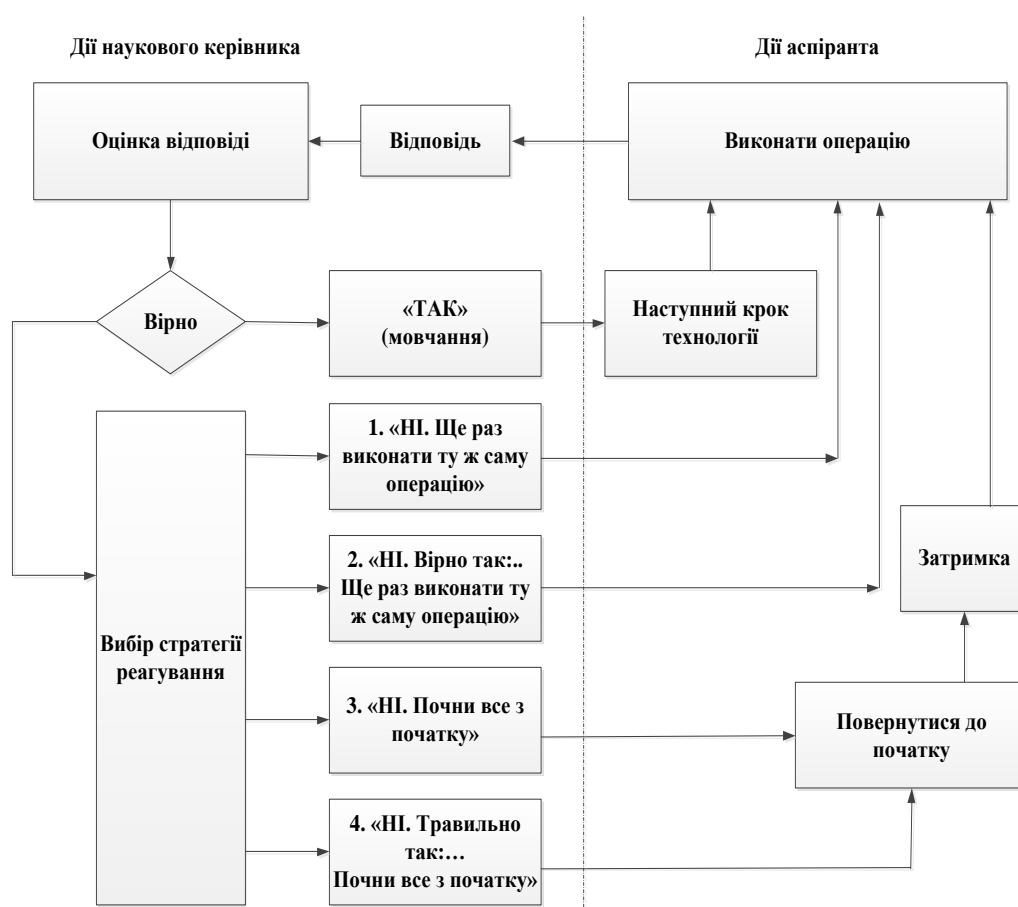 Дії наукового керівника
Дії аспіранта
Оцінка відповіді
Відповідь
Виконати операцію
Вірно
«ТАК»
(мовчання)
Наступний крок
технології
1. «НІ. Ще раз
виконати ту ж саму
операцію»
2. «НІ. Вірно так:..
Ще раз виконати ту
ж саму операцію»
Затримка
Вибір стратегії
реагування
3. «НІ. Почни все з
початку»
Повернутися до
початку
4. «НІ. Травильно
так:…
Почни все з початку»